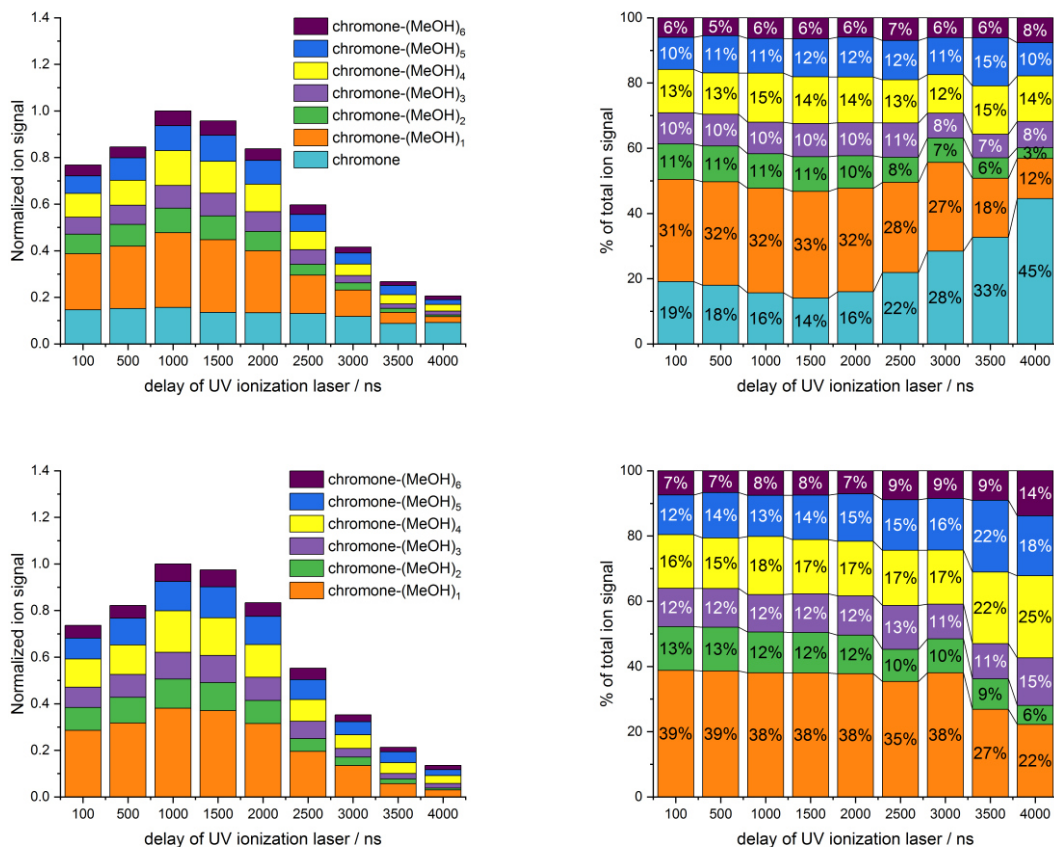 1.4
1.2
1.0
0.8
0.6
0.4
0.2
0.0
Normalized ion signal
chromone-(MeOH)6
chromone-(MeOH)5
chromone-(MeOH)4
chromone-(MeOH)3
chromone-(MeOH)2
chromone-(MeOH)1
chromone
100 500 1000 1500 2000 2500 3000 3500 4000
delay of UV ionization laser / ns
100
80
60
40
20
0
% of total ion signal
6% 5% 6% 6% 6% 7% 6% 6% 8%
10% 11% 11% 12% 12% 12% 11% 15% 10%
13% 13% 15% 14% 14% 13% 12% 15% 14%
10% 10% 10% 10% 10% 11% 8% 7% 8%
11% 11% 11% 11% 10% 8% 7% 6% 3%
31% 32% 32% 33% 32% 28% 27% 18% 12%
19% 18% 16% 14% 16% 22% 28% 33% 45%
100 500 1000 1500 2000 2500 3000 3500 4000
delay of UV ionization laser / ns
1.4
1.2
1.0
0.8
0.6
0.4
0.2
0.0
Normalized ion signal
chromone-(MeOH)6
chromone-(MeOH)5
chromone-(MeOH)4
chromone-(MeOH)3
chromone-(MeOH)2
chromone-(MeOH)1
100 500 1000 1500 2000 2500 3000 3500 4000
delay of UV ionization laser / ns
100
80
60
40
20
0
% of total ion signal
7% 7% 8% 8% 7% 9% 9% 9% 14%
12% 14% 13% 14% 15% 15% 16% 22% 18%
16% 15% 18% 17% 17% 17% 17% 22% 25%
12% 12% 12% 12% 12% 13% 11% 11% 15%
13% 13% 12% 12% 12% 10% 10% 9% 6%
39% 39% 38% 38% 38% 35% 38% 27% 22%
100 500 1000 1500 2000 2500 3000 3500 4000
delay of UV ionization laser / ns